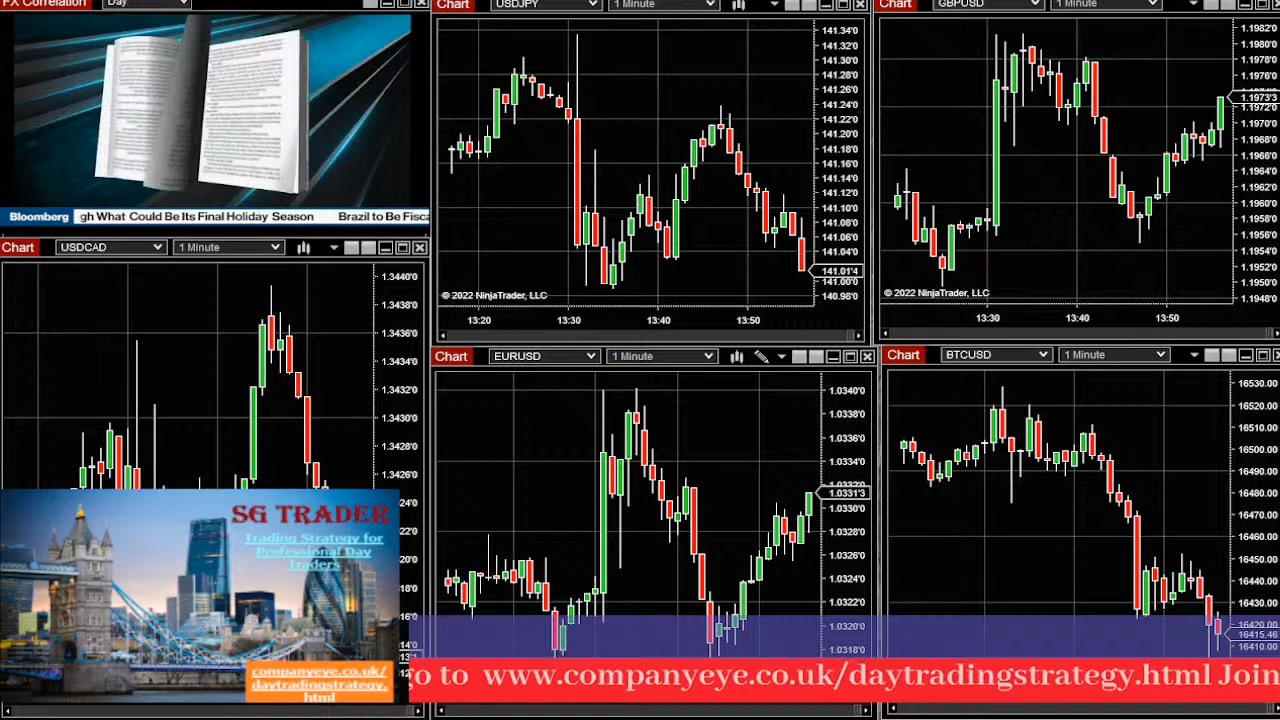 FX Correlation
Day
Bloomberg
gh What Could Be Its Final Holiday Season
Brazil to Be Fisca
Chart
USDJPY
1 Minute
141.34'0
141.32'0
141.30'0
141.28'0
141.24'0
141.22'0
141.20'0
141.18'0
141.16'0
141.12'0
141.10'0
141.08'0
141.06'0
141.04'0
141.01'4
141.00'0
140.98'0
© 2022 NinjaTrader, LLC
13:20
13:30
13:40
13:50
Chart
GBPUSD
1 Minute
1.1982'0
1.1980'0
1.1978'0
1.1976'0
1.1973'3
1.1970'0
1.1968'0
1.1966'0
1.1964'0
1.1962'0
1.1960'0
1.1958'0
1.1956'0
1.1954'0
1.1952'0
1.1950'0
1.1948'0
© 2022 NinjaTrader, LLC
13:30
13:40
13:50
Chart
USDCAD
1 Minute
1.3440'0
1.3438'0
1.3436'0
1.3434'0
1.3432'0
1.3430'0
1.3428'0
1.3426'0
24'0
22'0
20'0
18'0
16'0
14'0
SG TRADER
Trading Strategy for
Professional Day
Traders
companyeye.co.uk/
daytradingstrategy.
html
Chart
EURUSD
1 Minute
1.0340'0
1.0338'0
1.0336'0
1.0334'0
1.0332'0
1.0331'3
1.0330'0
1.0328'0
1.0326'0
1.0324'0
1.0322'0
1.0320'0
1.0318'0
Chart
BTCUSD
1 Minute
16530.00
16520.00
16510.00
16500.00
16490.00
16480.00
16470.00
16460.00
16450.00
16440.00
16430.00
16420.00
16415.46
16410.00
go to www.companyeye.co.uk/daytradingstrategy.html Join